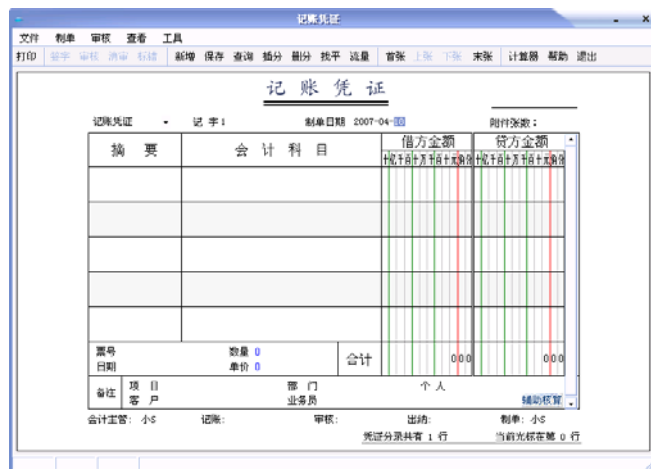 记账凭证
文件 制单 审核 查看 工具
打印 签字 审核 消审 标错 新增 保存 查询 插分 删分 找平 流量 首张 上张 下张 末张 计算器 帮助 退出
记 账 凭 证
记账凭证 记 字 1 制单日期 2007-04- 附件张数：
摘 要 会 计 科 目 借方金额 贷方金额
十亿千百十万千百十元角分 十亿千百十万千百十元角分
票号 数量 0
日期 单价 0
合计 000 000
备注 项 目 部 门 个 人
客 户 业务员 辅助核算
会计主管： 小S 记账： 审核： 出纳： 制单： 小S
凭证分录共有 1 行 当前光标在第 0 行